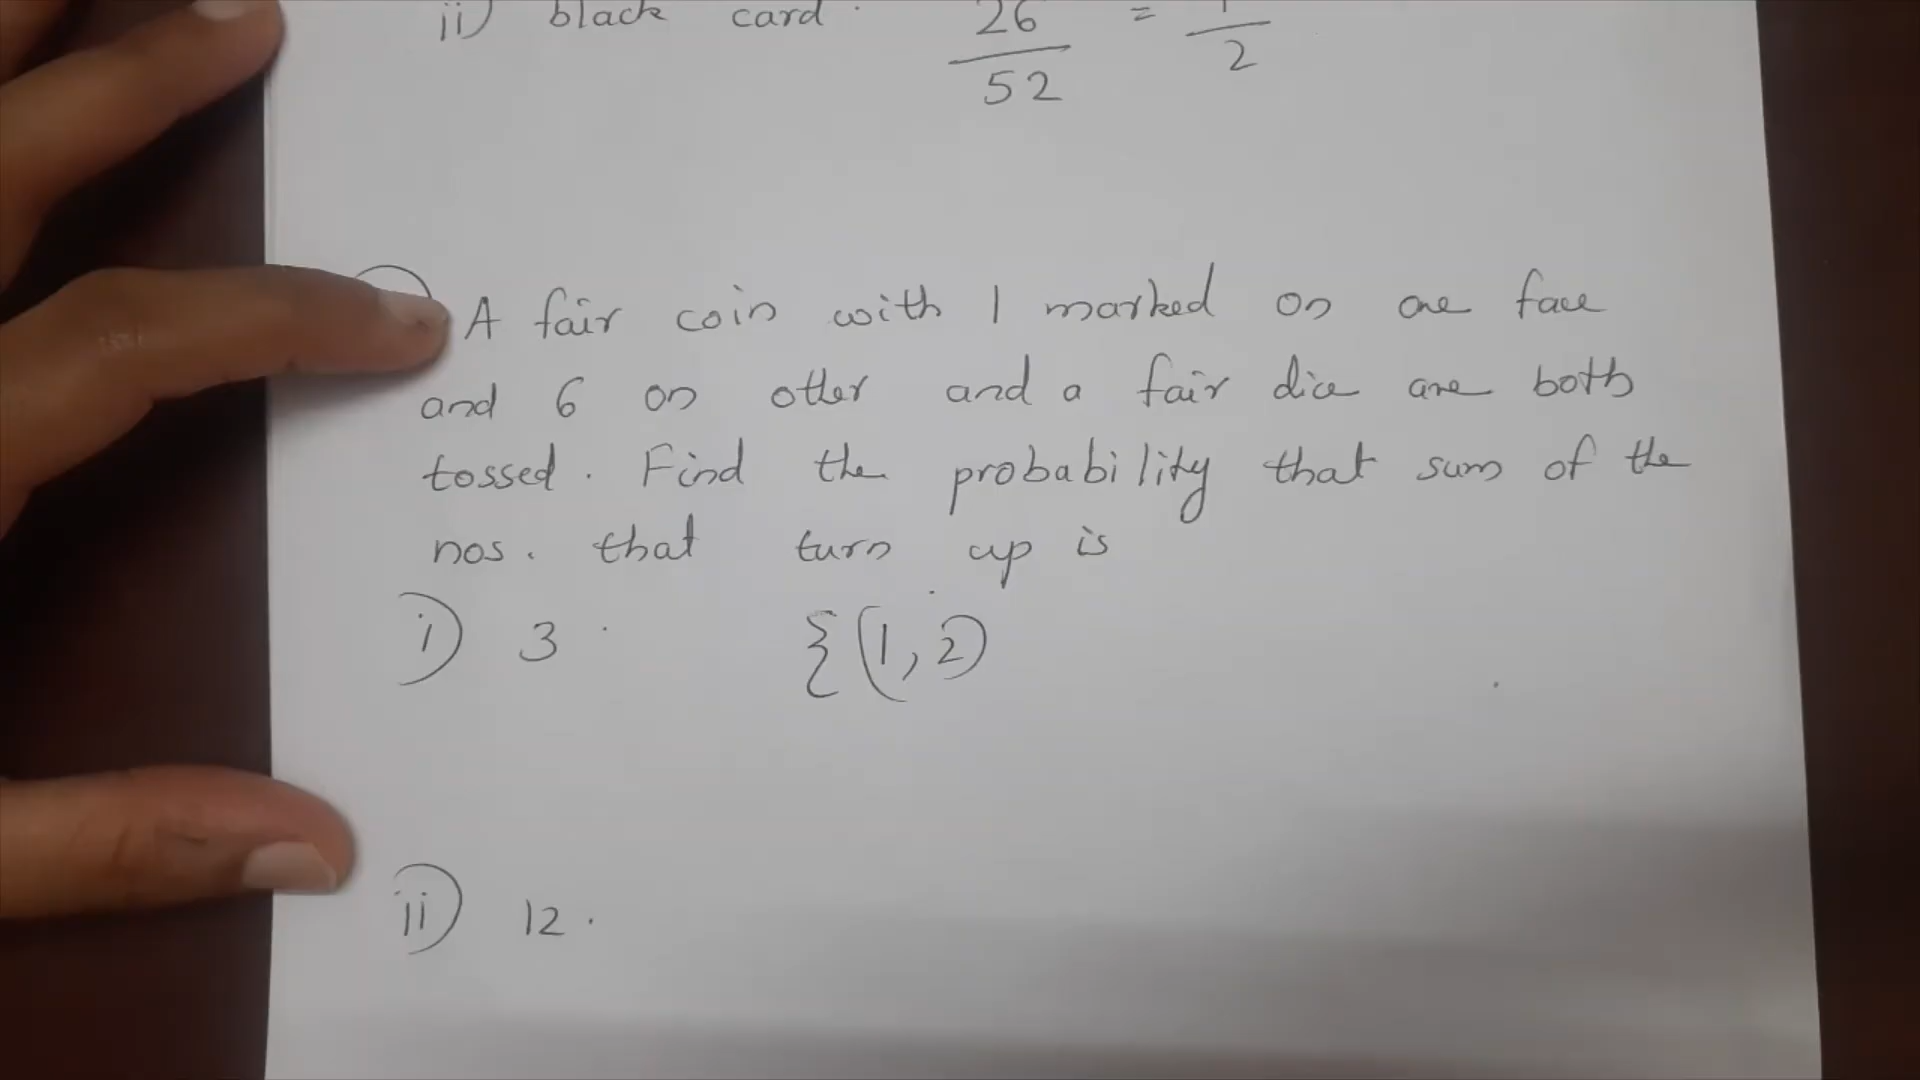 ii) black card. 26/52 = 1/2
A fair coin with 1 marked on one face
and 6 on other and a fair dice are both
tossed. Find the probability that sum of the
nos. that turn up is
i) 3. {(1, 2)
ii) 12.